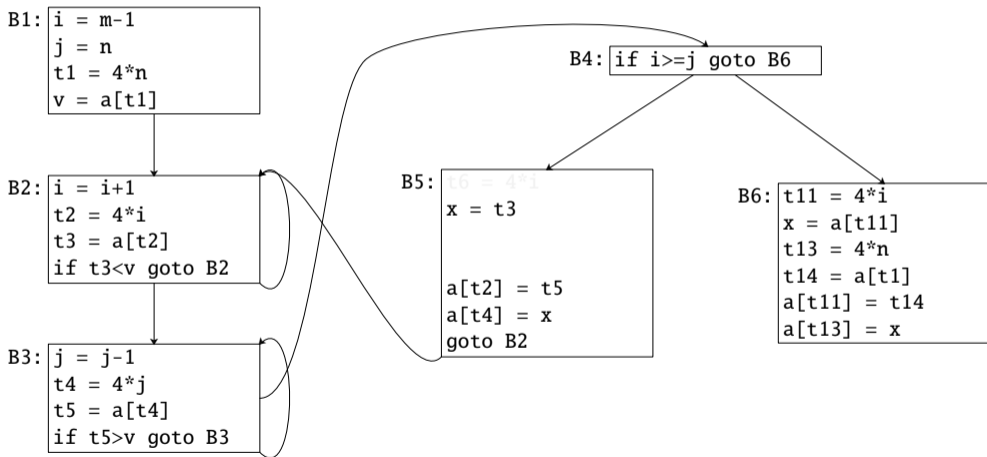 B1: i = m-1
j = n
t1 = 4*n
v = a[t1]
B2: i = i+1
t2 = 4*i
t3 = a[t2]
if t3<v goto B2
B3: j = j-1
t4 = 4*j
t5 = a[t4]
if t5>v goto B3
B4: if i>=j goto B6
B5: t6 = 4*i
x = t3
a[t2] = t5
a[t4] = x
goto B2
B6: t11 = 4*i
x = a[t11]
t13 = 4*n
t14 = a[t1]
a[t11] = t14
a[t13] = x